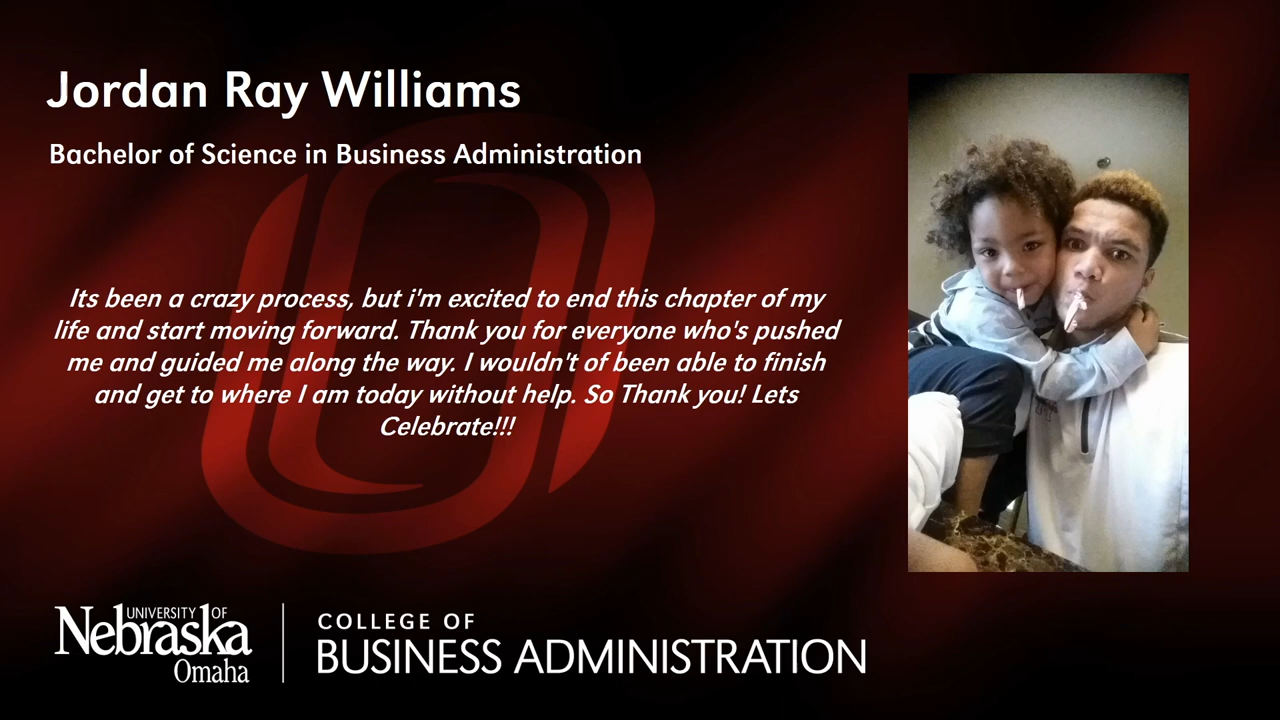 Jordan Ray Williams
Bachelor of Science in Business Administration
Its been a crazy process, but i'm excited to end this chapter of my
life and start moving forward. Thank you for everyone who's pushed
me and guided me along the way. I wouldn't of been able to finish
and get to where I am today without help. So Thank you! Lets
Celebrate!!!
UNIVERSITY OF
Nebraska
Omaha
COLLEGE OF
BUSINESS ADMINISTRATION